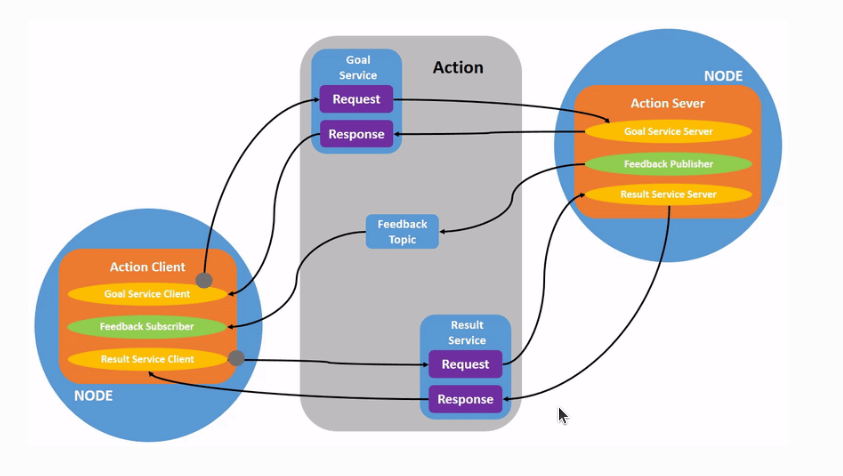 Goal
Service
Request
Response
Action
NODE
Action Sever
Goal Service Server
Feedback Publisher
Result Service Server
Feedback
Topic
Action Client
Goal Service Client
Feedback Subscriber
Result Service Client
NODE
Result
Service
Request
Response